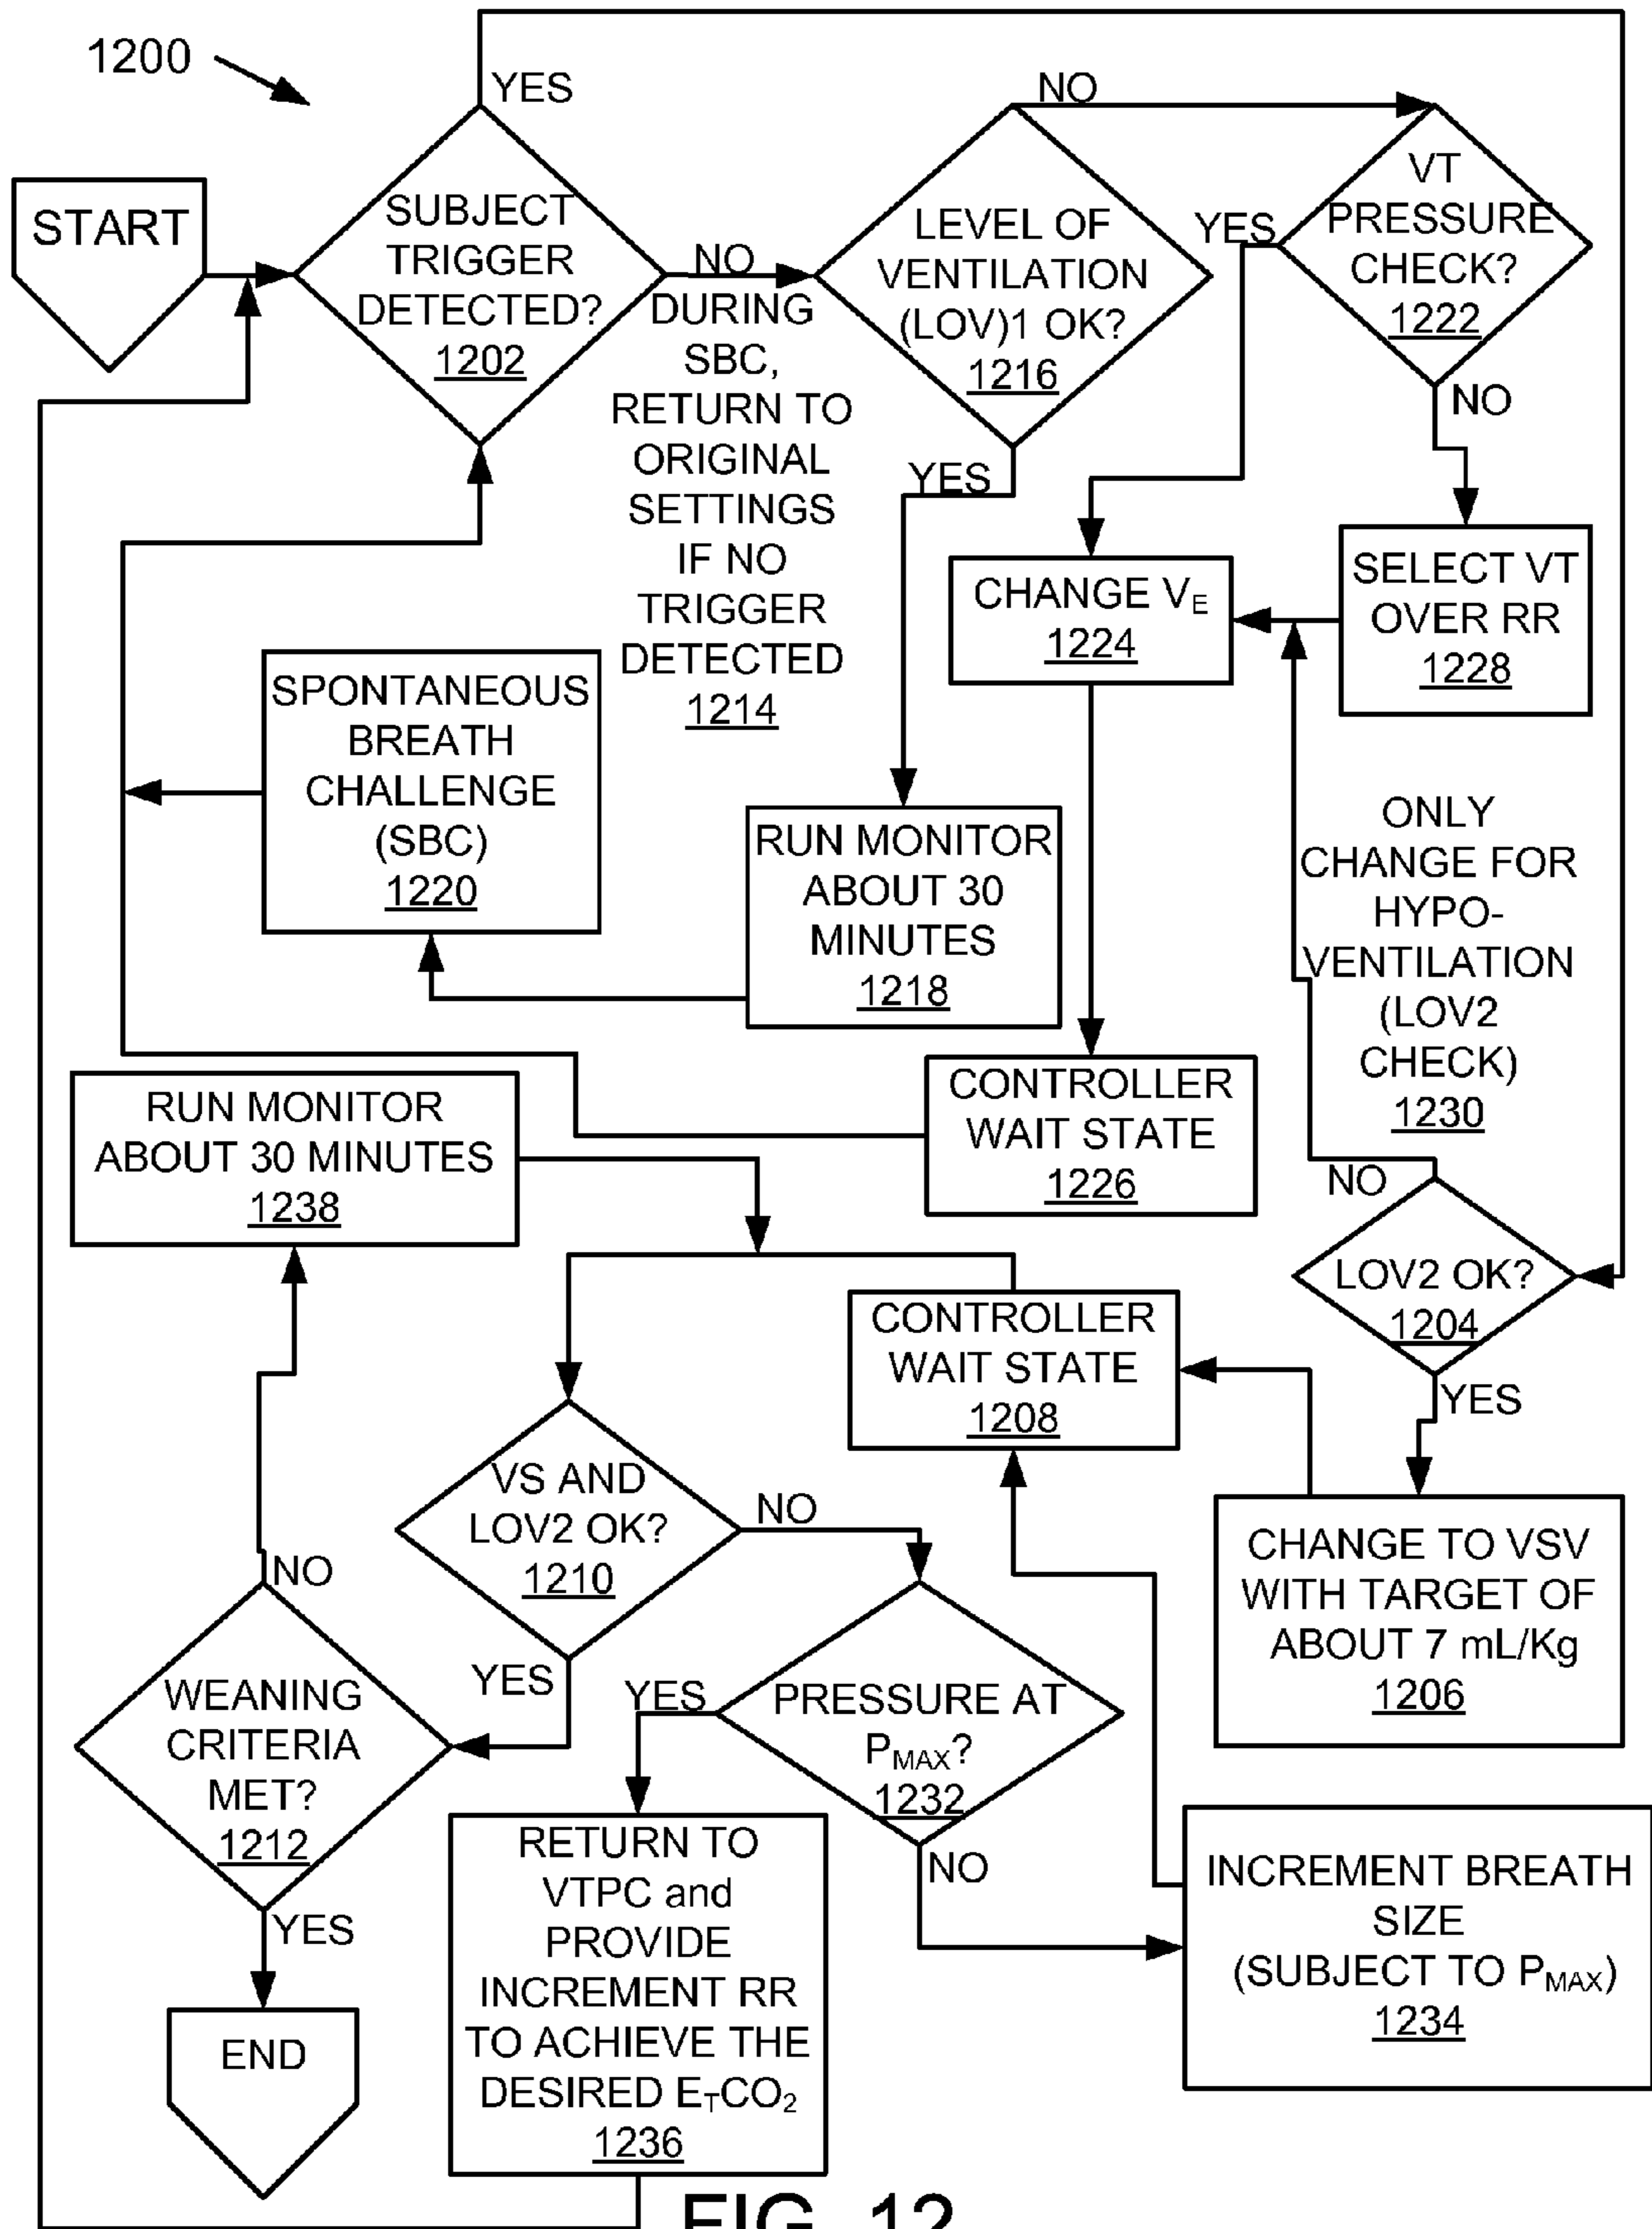 1200
START
YES
SUBJECT
TRIGGER
DETECTED?
1202
NO
DURING
SBC,
RETURN TO
ORIGINAL
SETTINGS
IF NO
TRIGGER
DETECTED
1214
LEVEL OF
VENTILATION
(LOV)1 OK?
1216
NO
YES
VT
PRESSURE
CHECK?
1222
YES
NO
CHANGE VE
1224
SELECT VT
OVER RR
1228
SPONTANEOUS
BREATH
CHALLENGE
(SBC)
1220
RUN MONITOR
ABOUT 30
MINUTES
1218
ONLY
CHANGE FOR
HYPO-
VENTILATION
(LOV2
CHECK)
1230
CONTROLLER
WAIT STATE
1226
RUN MONITOR
ABOUT 30 MINUTES
1238
NO
LOV2 OK?
1204
YES
CONTROLLER
WAIT STATE
1208
CHANGE TO VSV
WITH TARGET OF
ABOUT 7 mL/Kg
1206
VS AND
LOV2 OK?
1210
NO
YES
PRESSURE AT
PMAX?
1232
YES
NO
NO
WEANING
CRITERIA
MET?
1212
YES
END
RETURN TO
VTPC and
PROVIDE
INCREMENT RR
TO ACHIEVE THE
DESIRED ETCO2
1236
INCREMENT BREATH
SIZE
(SUBJECT TO PMAX)
1234
FIG. 12